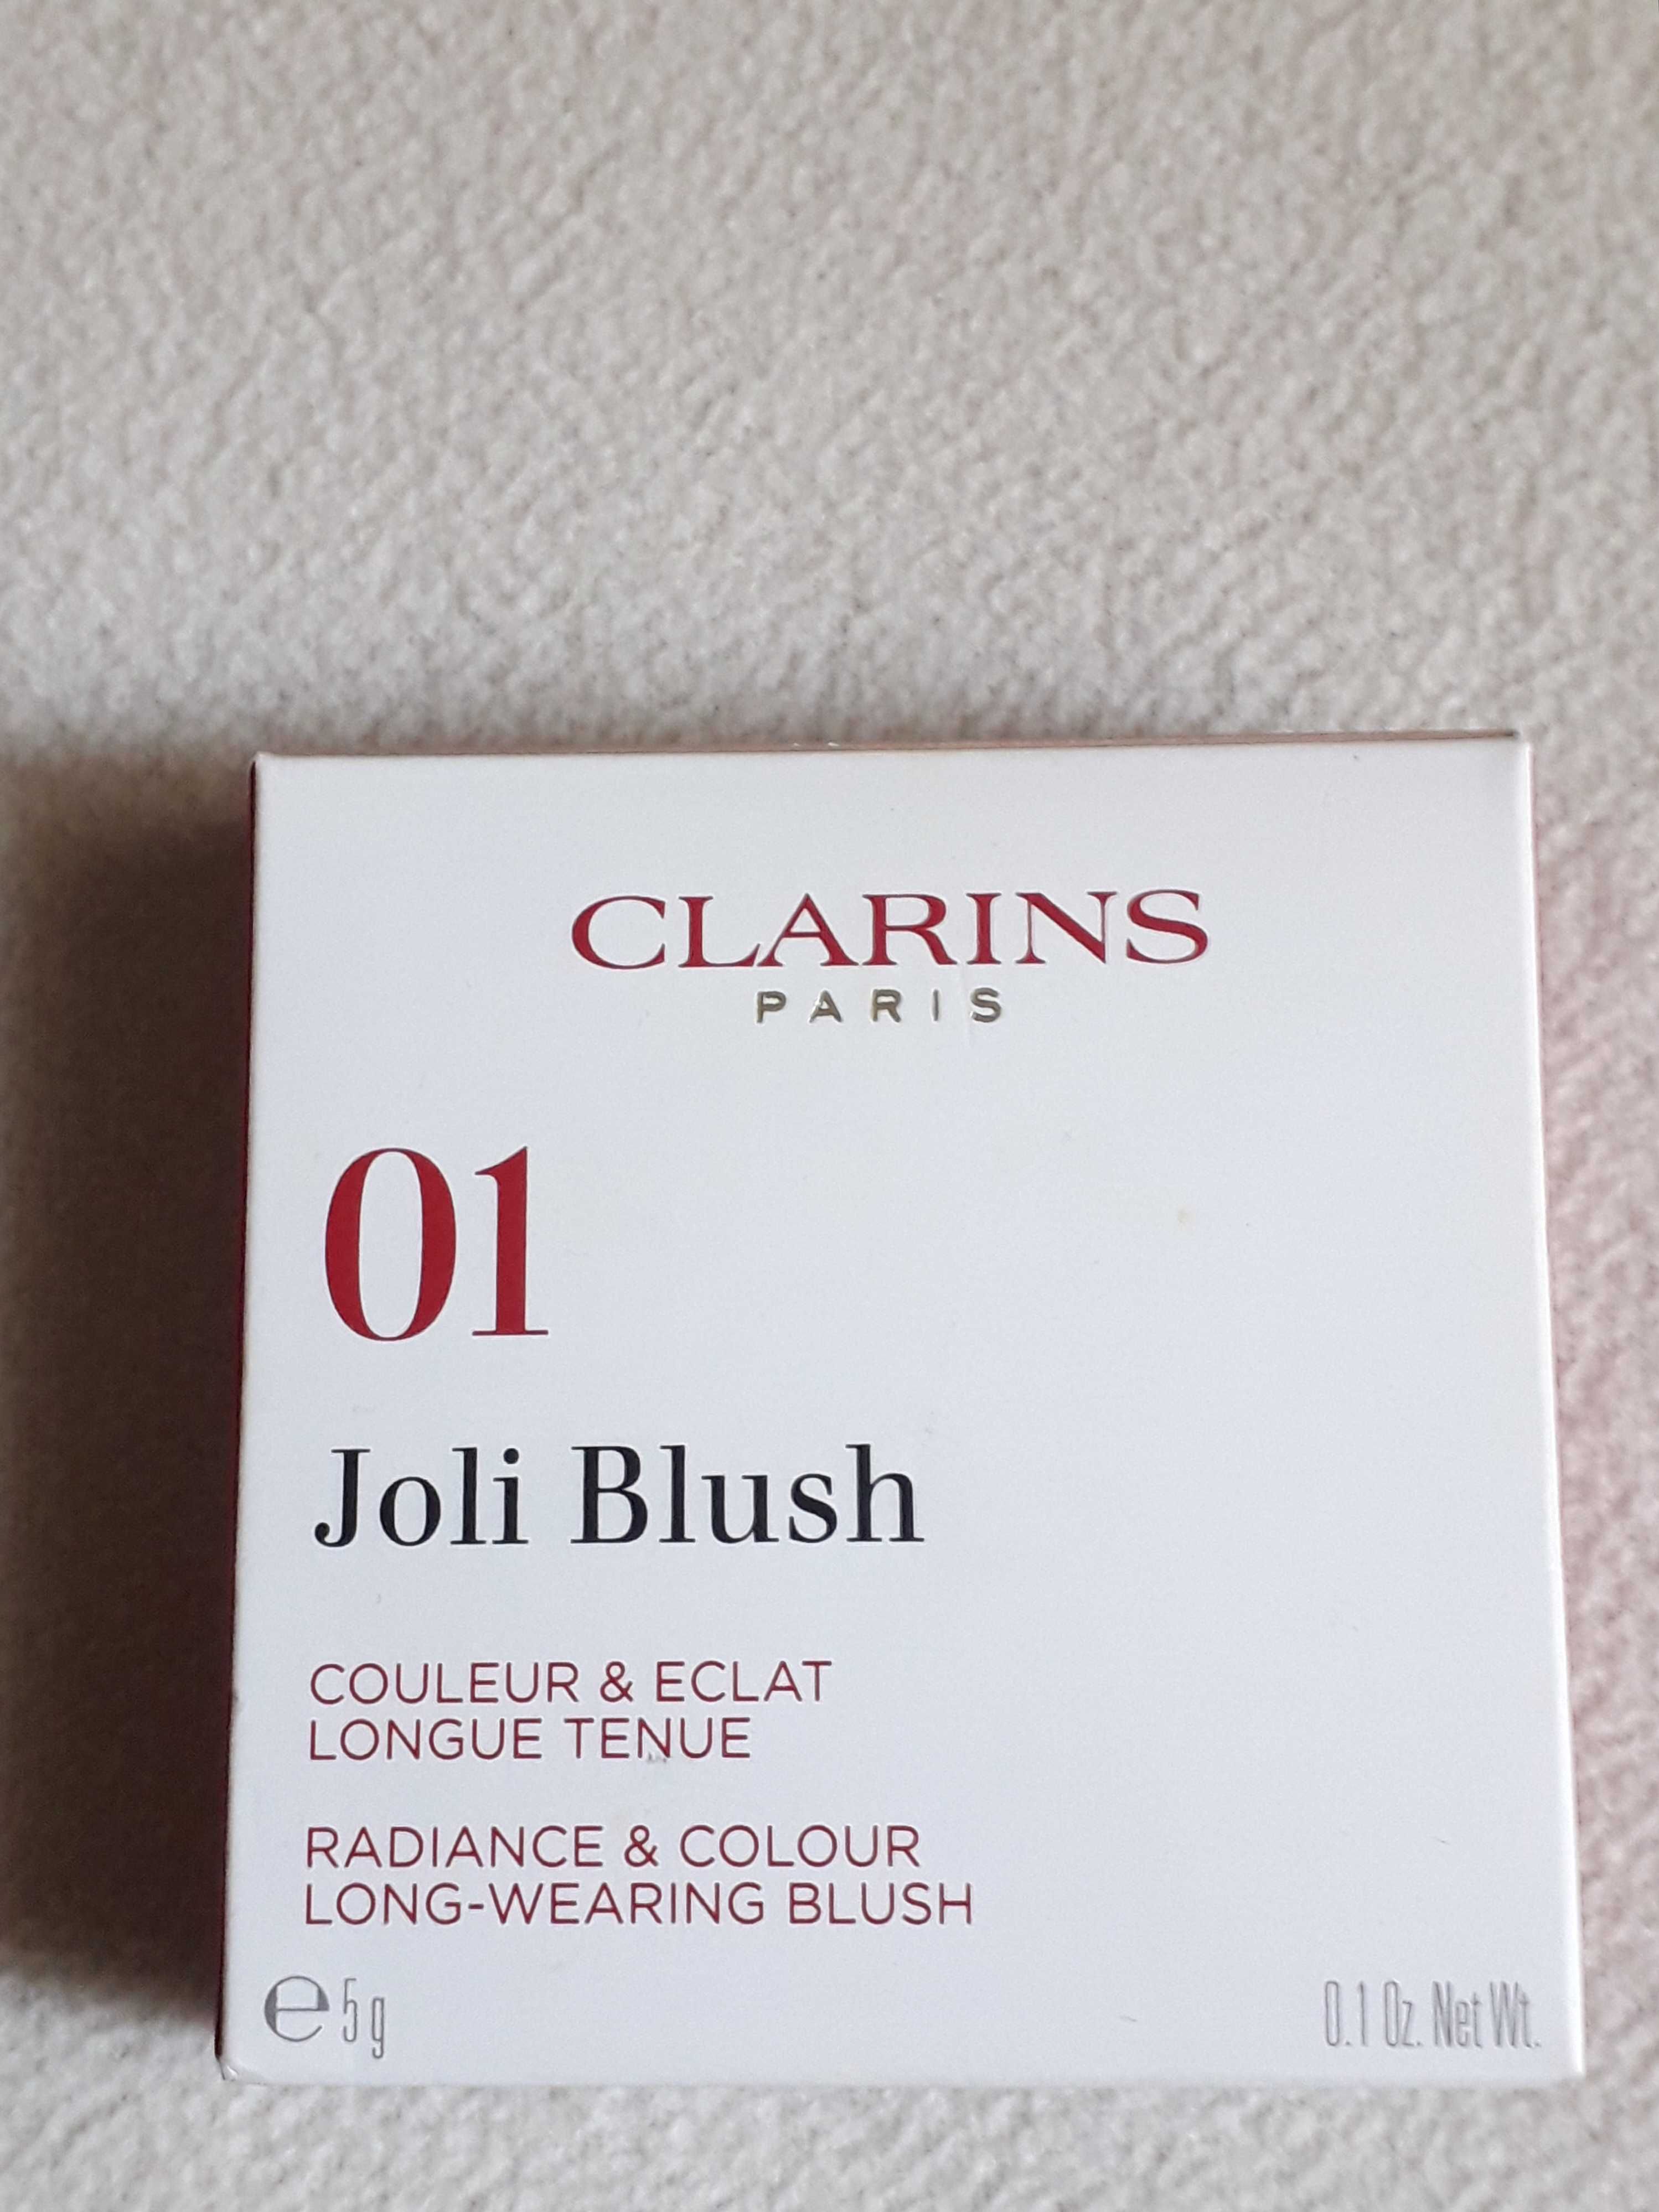 CLARINS
PARIS
01
Joli Blush
COULEUR & ECLAT
LONGUE TENUE
RADIANCE & COLOUR
LONG-WEARING BLUSH
℮ 5 g
0.1 Oz. Net Wt.